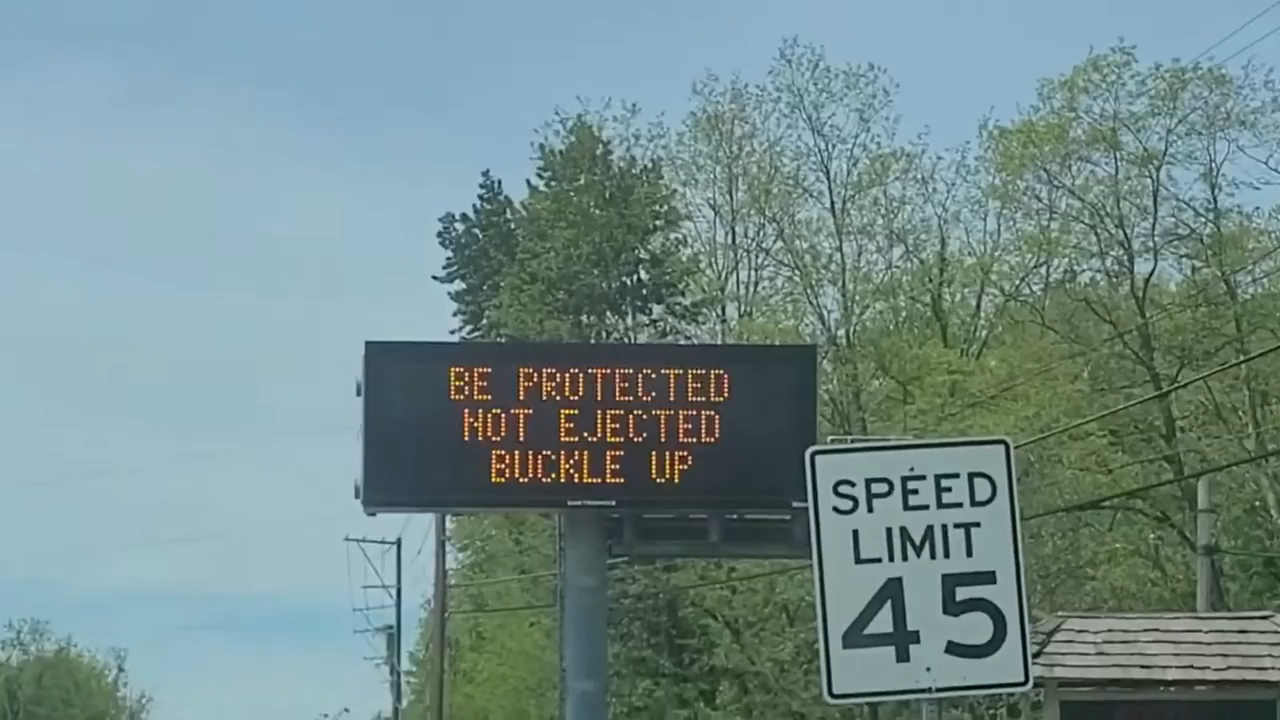 BE PROTECTED
NOT EJECTED
BUCKLE UP
SPEED
LIMIT
45